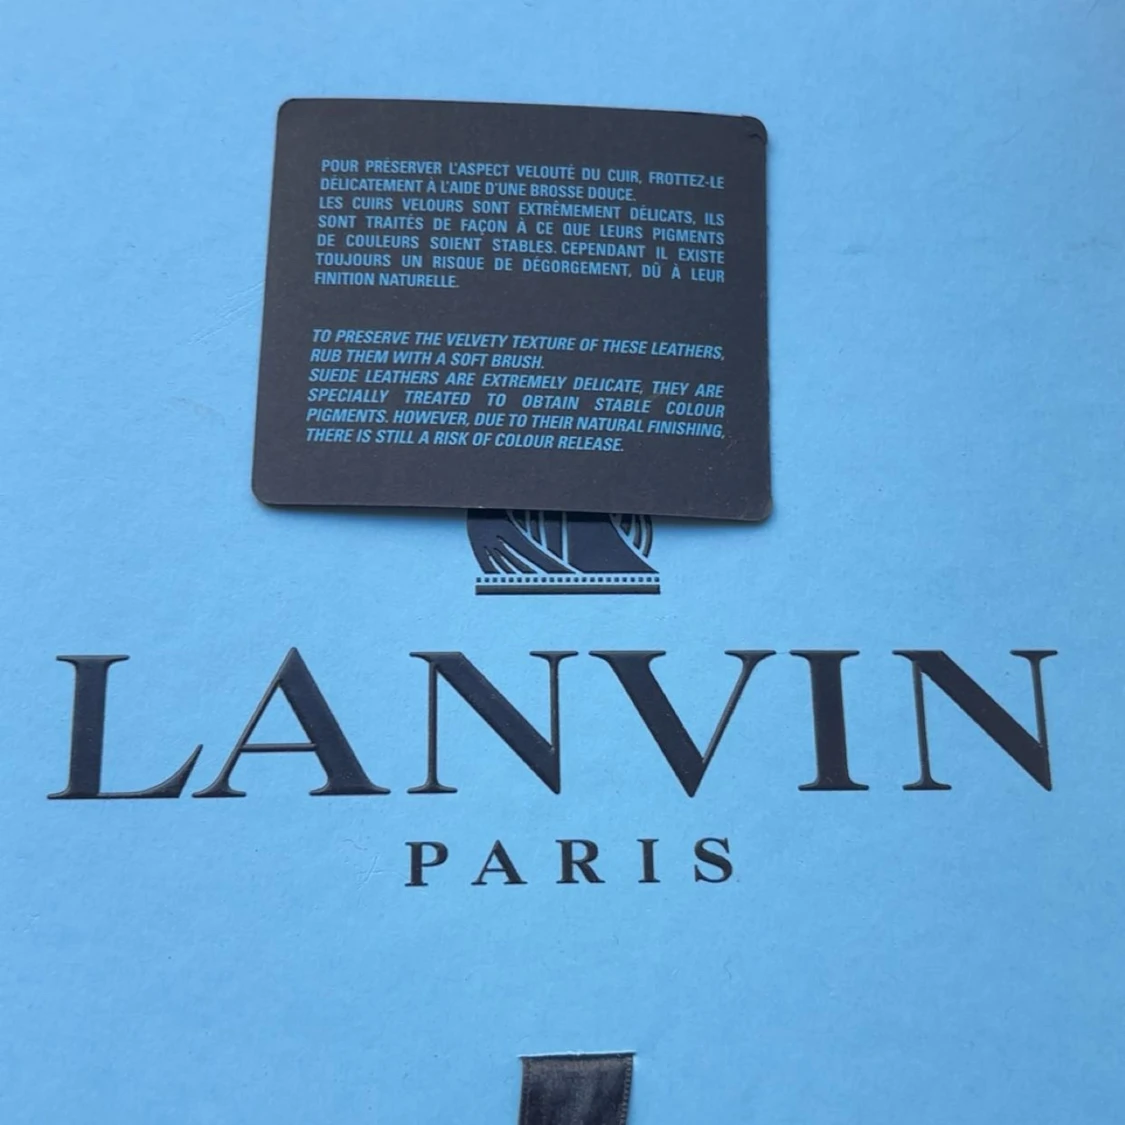 POUR PRÉSERVER L'ASPECT VELOUTÉ DU CUIR, FROTTEZ-LE
DÉLICATEMENT À L'AIDE D'UNE BROSSE DOUCE.
LES CUIRS VELOURS SONT EXTRÊMEMENT DÉLICATS, ILS
SONT TRAITÉS DE FAÇON À CE QUE LEURS PIGMENTS
DE COULEURS SOIENT STABLES. CEPENDANT IL EXISTE
TOUJOURS UN RISQUE DE DÉGORGEMENT, DÛ À LEUR
FINITION NATURELLE.
TO PRESERVE THE VELVETY TEXTURE OF THESE LEATHERS,
RUB THEM WITH A SOFT BRUSH.
SUEDE LEATHERS ARE EXTREMELY DELICATE, THEY ARE
SPECIALLY TREATED TO OBTAIN STABLE COLOUR
PIGMENTS. HOWEVER, DUE TO THEIR NATURAL FINISHING,
THERE IS STILL A RISK OF COLOUR RELEASE.
LANVIN
PARIS